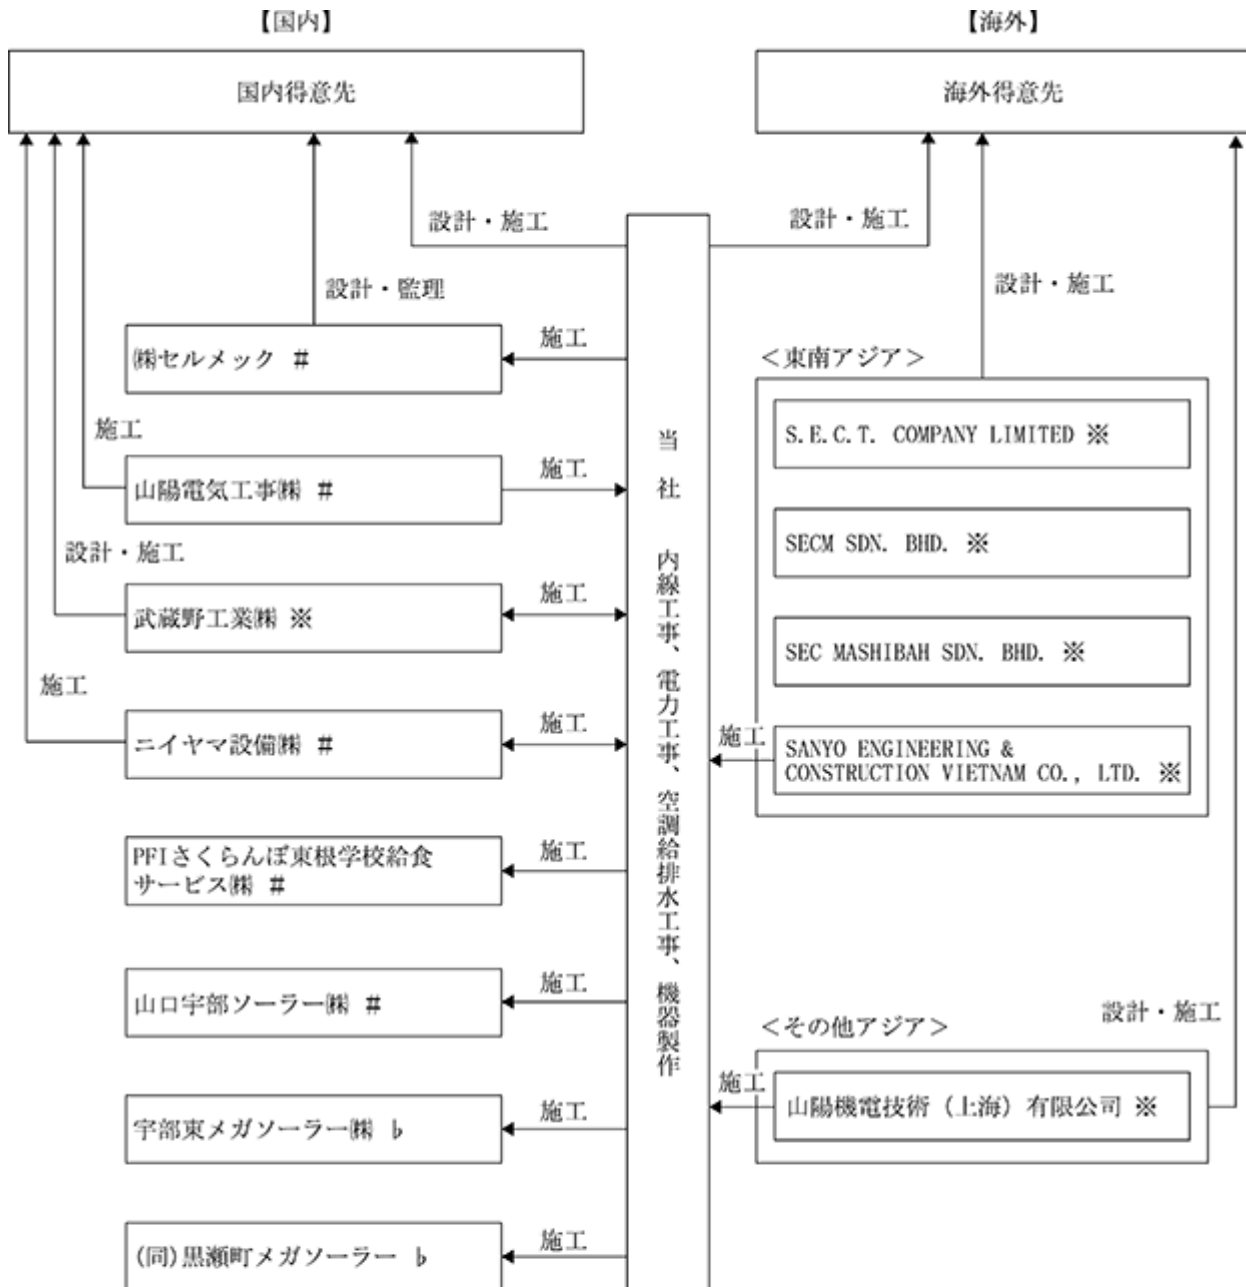 【国内】
【海外】
国内得意先
海外得意先
設計・施工
設計・施工
設計・監理
設計・施工
㈱セルメック #
施工
<東南アジア>
施工
S.E.C.T. COMPANY LIMITED ※
山陽電気工事㈱ #
施工
設計・施工
SECM SDN. BHD. ※
武蔵野工業㈱ ※
施工
施工
SEC MASHIBAH SDN. BHD. ※
ニイヤマ設備㈱ #
施工
施工
SANYO ENGINEERING &
CONSTRUCTION VIETNAM CO., LTD. ※
PFIさくらんぼ東根学校給食
サービス㈱ #
施工
当社 内線工事、電力工事、空調給排水工事、機器製作
山口宇部ソーラー㈱ #
施工
設計・施工
<その他アジア>
宇部東メガソーラー㈱ ♭
施工
施工
山陽機電技術（上海）有限公司 ※
(同)黒瀬町メガソーラー ♭
施工